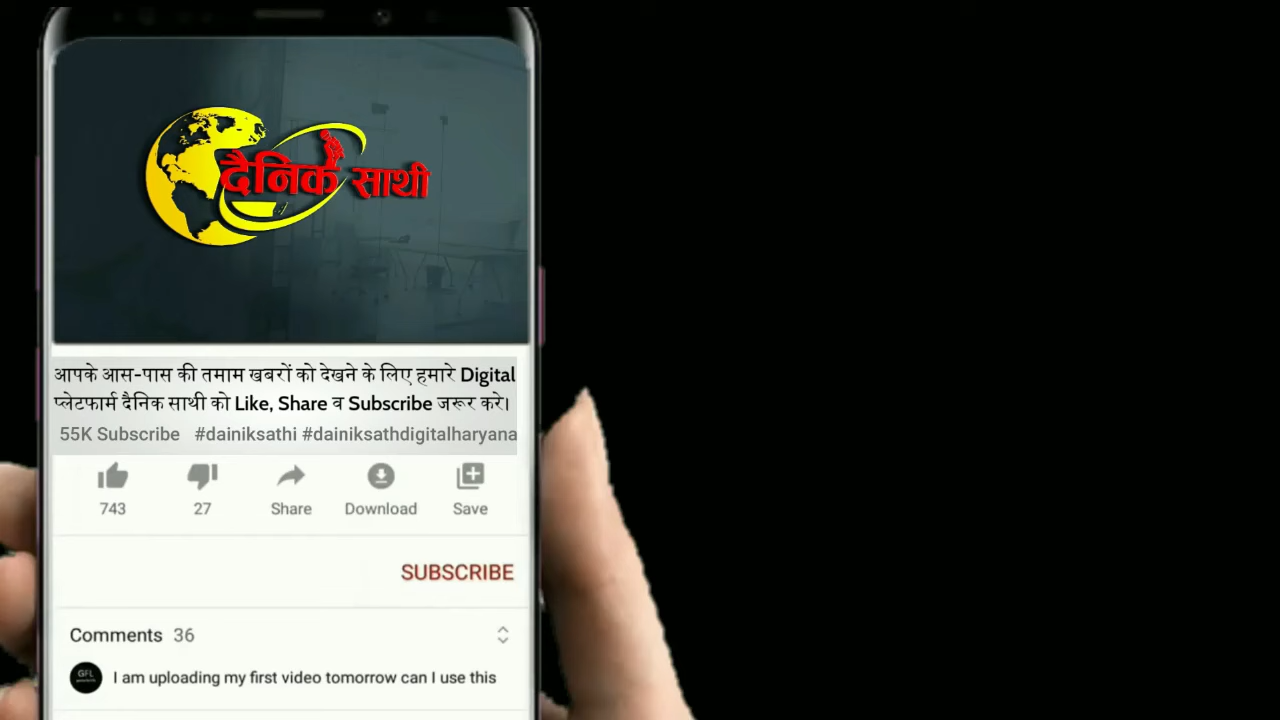 दैनिक साथी
आपके आस-पास की तमाम खबरों को देखने के लिए हमारे Digital
प्लेटफार्म दैनिक साथी को Like, Share व Subscribe जरूर करे।
55K Subscribe #dainiksathi #dainiksathdigitalharyana
743 27 Share Download Save
SUBSCRIBE
Comments 36
GFL
I am uploading my first video tomorrow can I use this